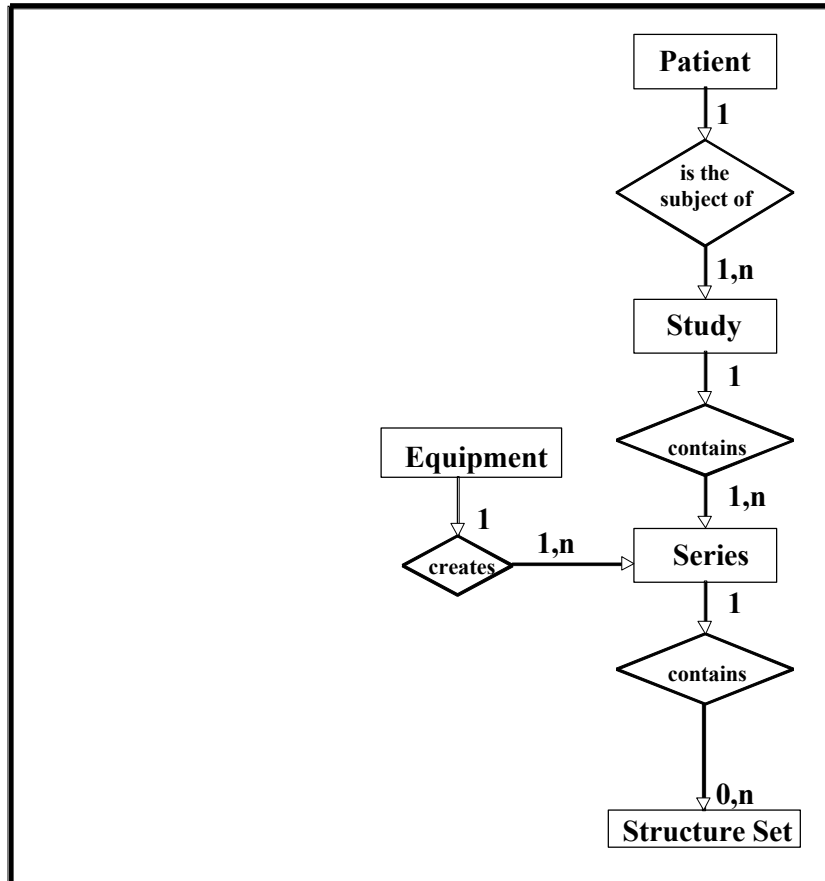 Patient
1
is the
subject of
1,n
Study
1
contains
1,n
Equipment
1
creates
1,n
Series
1
contains
0,n
Structure Set